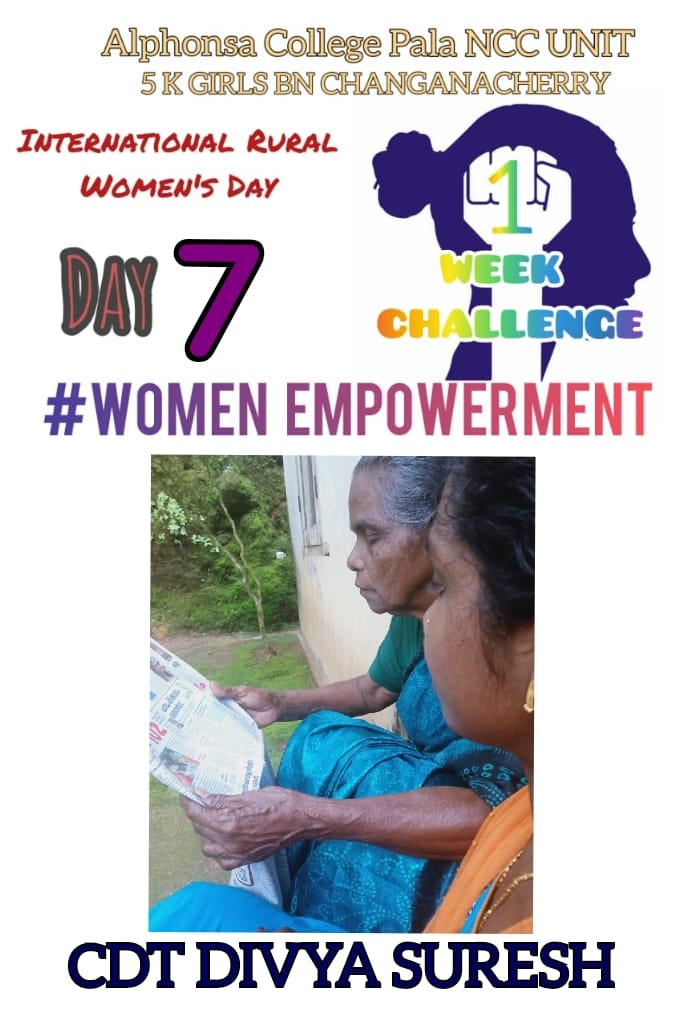 Alphonsa College Pala NCC UNIT
5 K GIRLS BN CHANGANACHERRY
International Rural
Women's Day
1
WEEK
CHALLENGE
DAY 7
#WOMEN EMPOWERMENT
CDT DIVYA SURESH